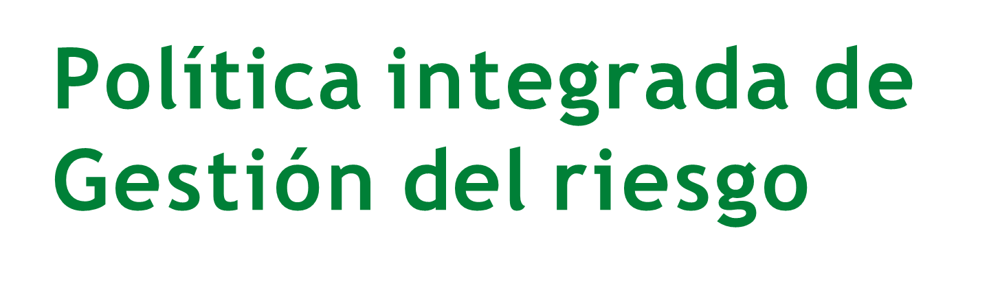 Política integrada de
Gestión del riesgo